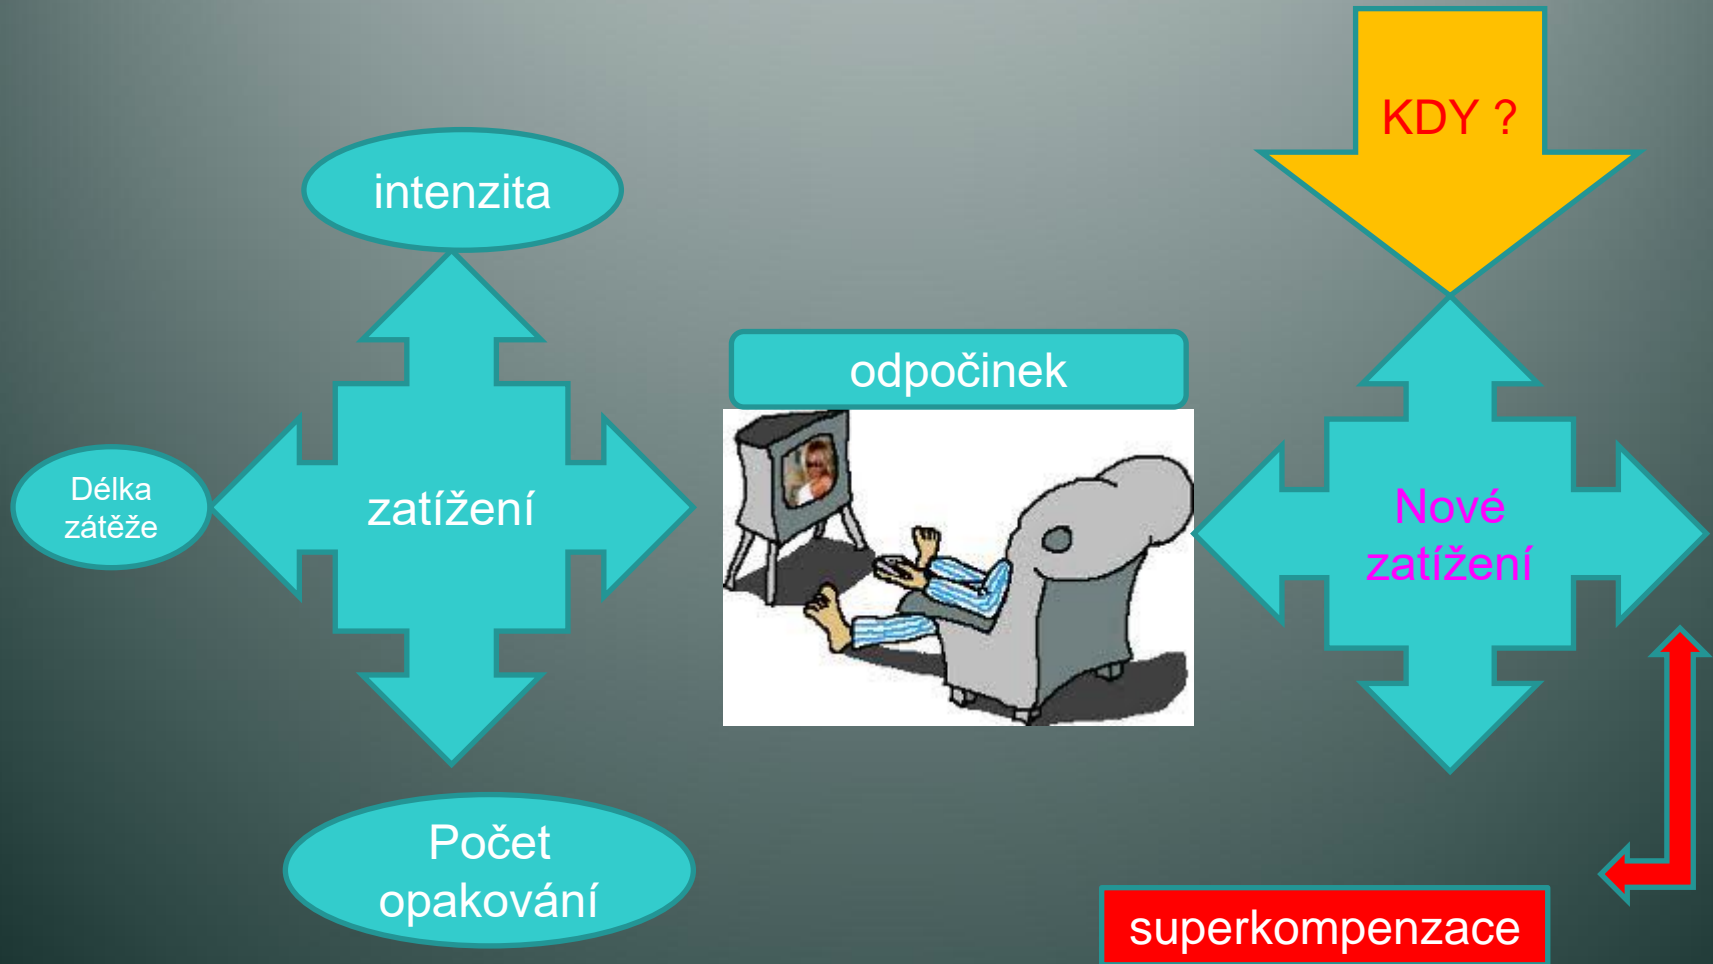 KDY ?
intenzita
odpočinek
Délka
zátěže
zatížení
Nové
zatížení
Počet
opakování
superkompenzace